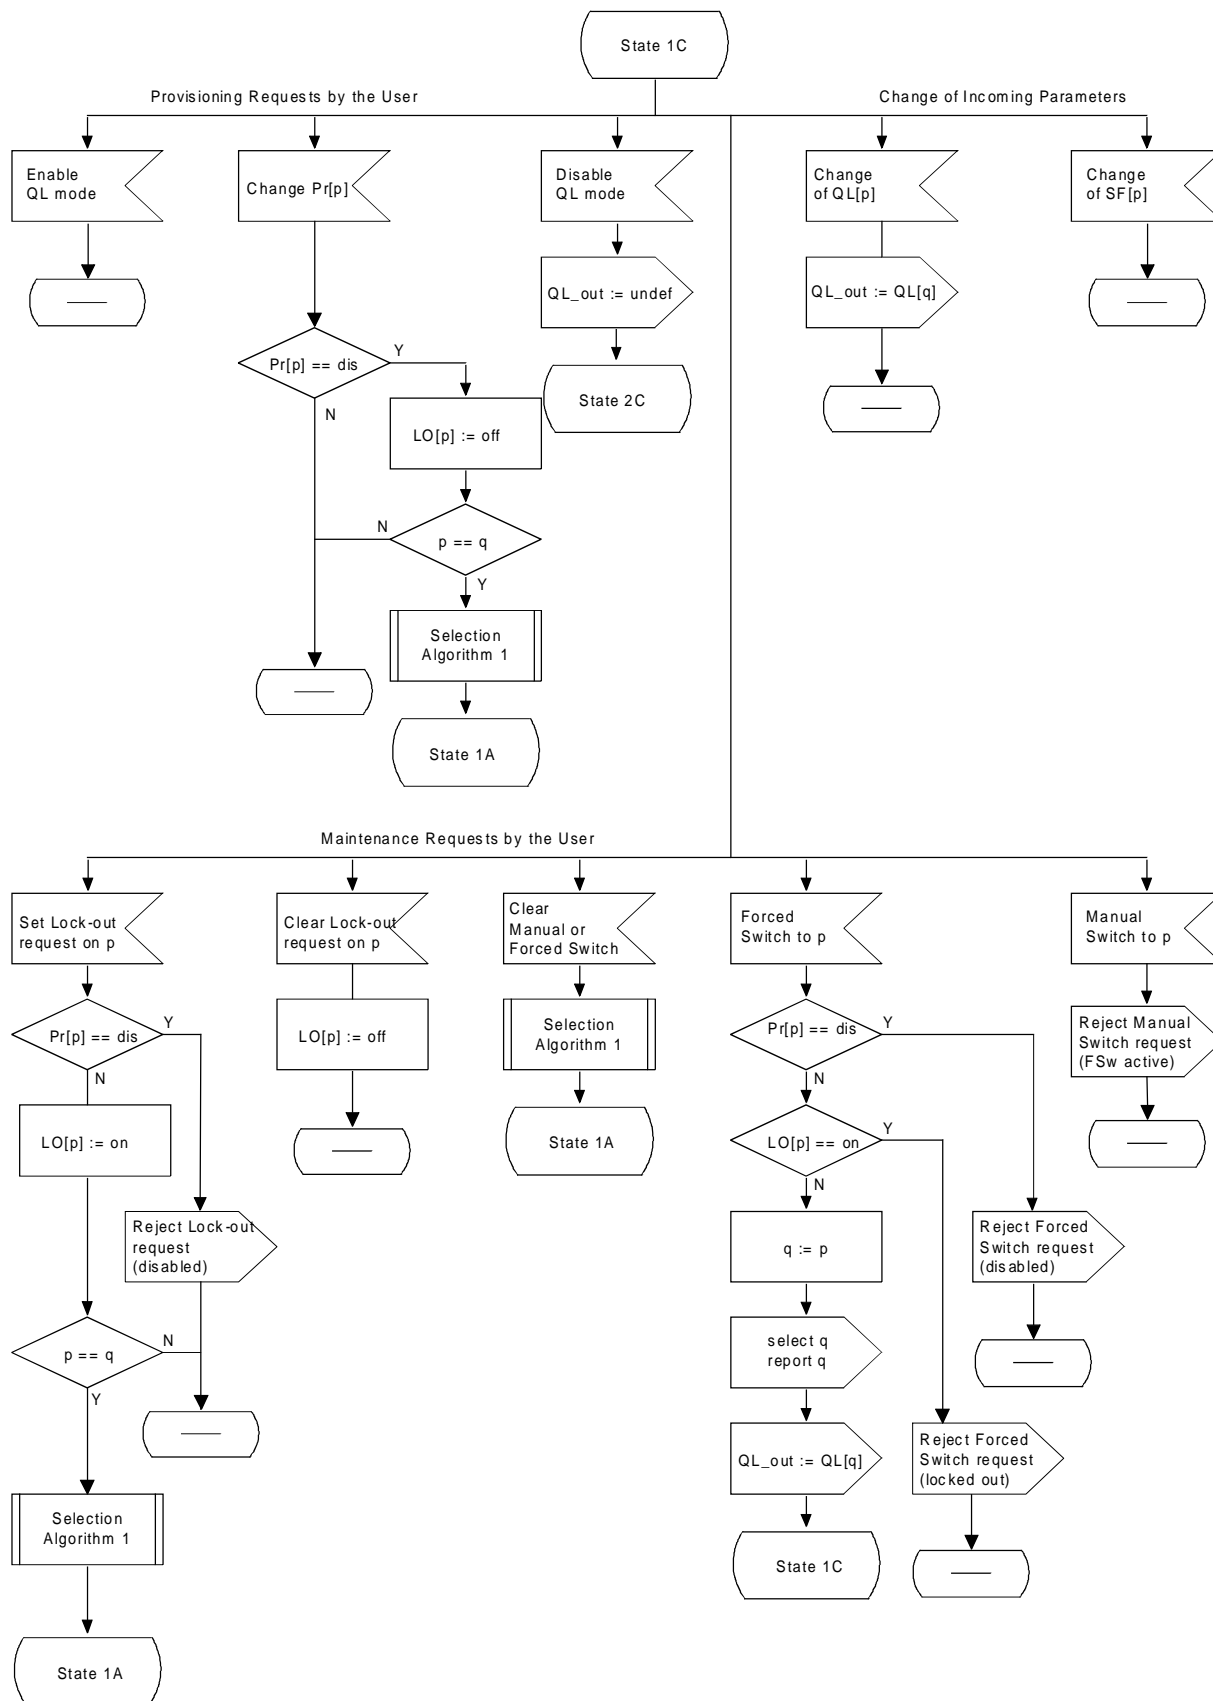 State 1C
Provisioning Requests by the User
Change of Incoming Parameters
Enable
QL mode
Change Pr[p]
Disable
QL mode
Change
of QL[p]
Change
of SF[p]
QL_out := undef
QL_out := QL[q]
Pr[p] == dis
Y
N
State 2C
LO[p] := off
N
p == q
Y
Selection
Algorithm 1
State 1A
Maintenance Requests by the User
Set Lock-out
request on p
Clear Lock-out
request on p
Clear
Manual or
Forced Switch
Forced
Switch to p
Manual
Switch to p
Pr[p] == dis
Y
N
LO[p] := off
Selection
Algorithm 1
Pr[p] == dis
Y
N
Reject Manual
Switch request
(FSw active)
LO[p] := on
State 1A
LO[p] == on
Y
N
Reject Lock-out
request
(disabled)
q := p
Reject Forced
Switch request
(disabled)
p == q
N
Y
select q
report q
QL_out := QL[q]
Reject Forced
Switch request
(locked out)
Selection
Algorithm 1
State 1C
State 1A